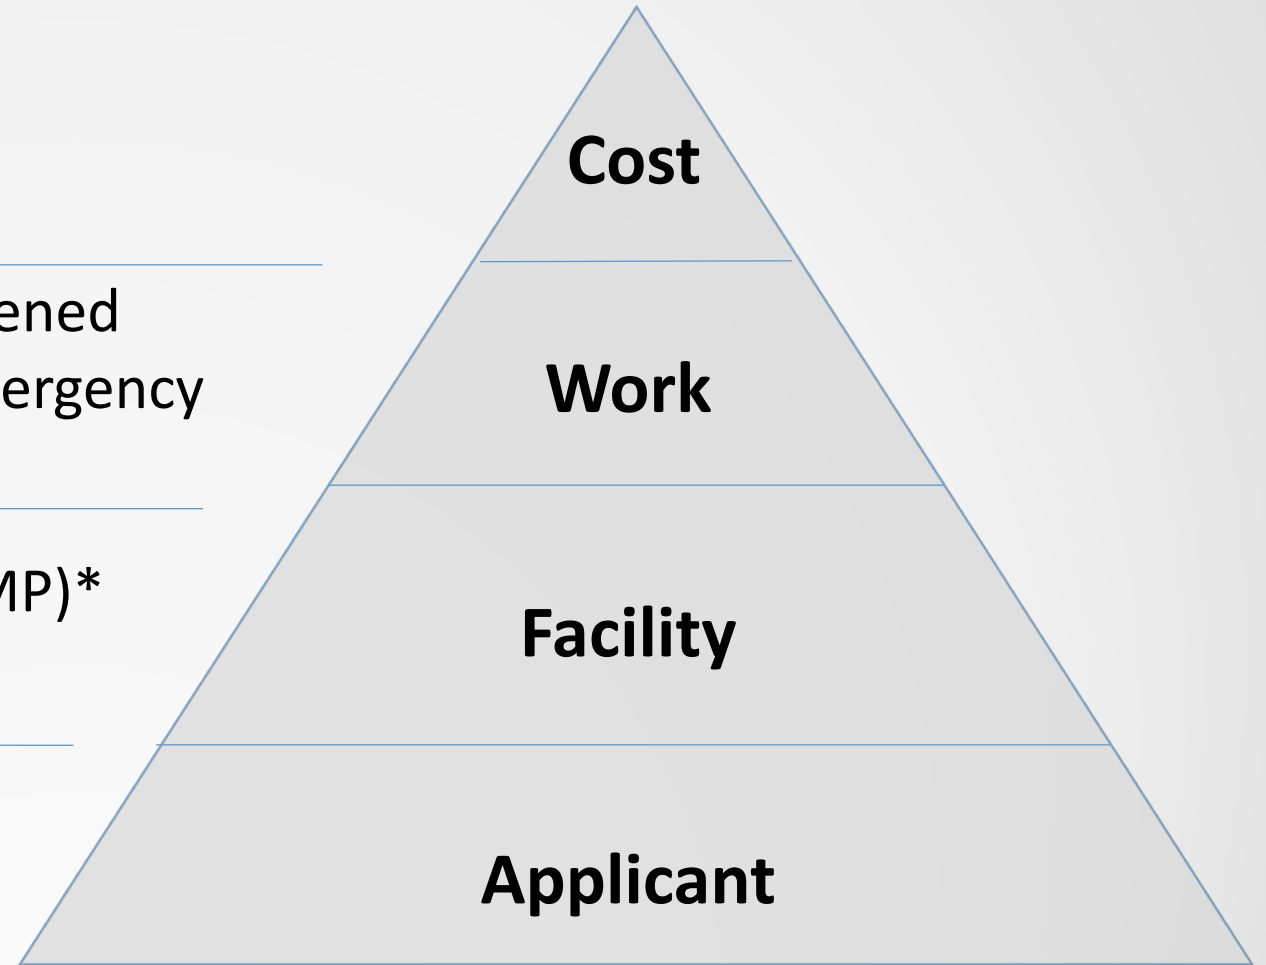 Cost
ened
ergency
Work
MP)*
Facility
Applicant